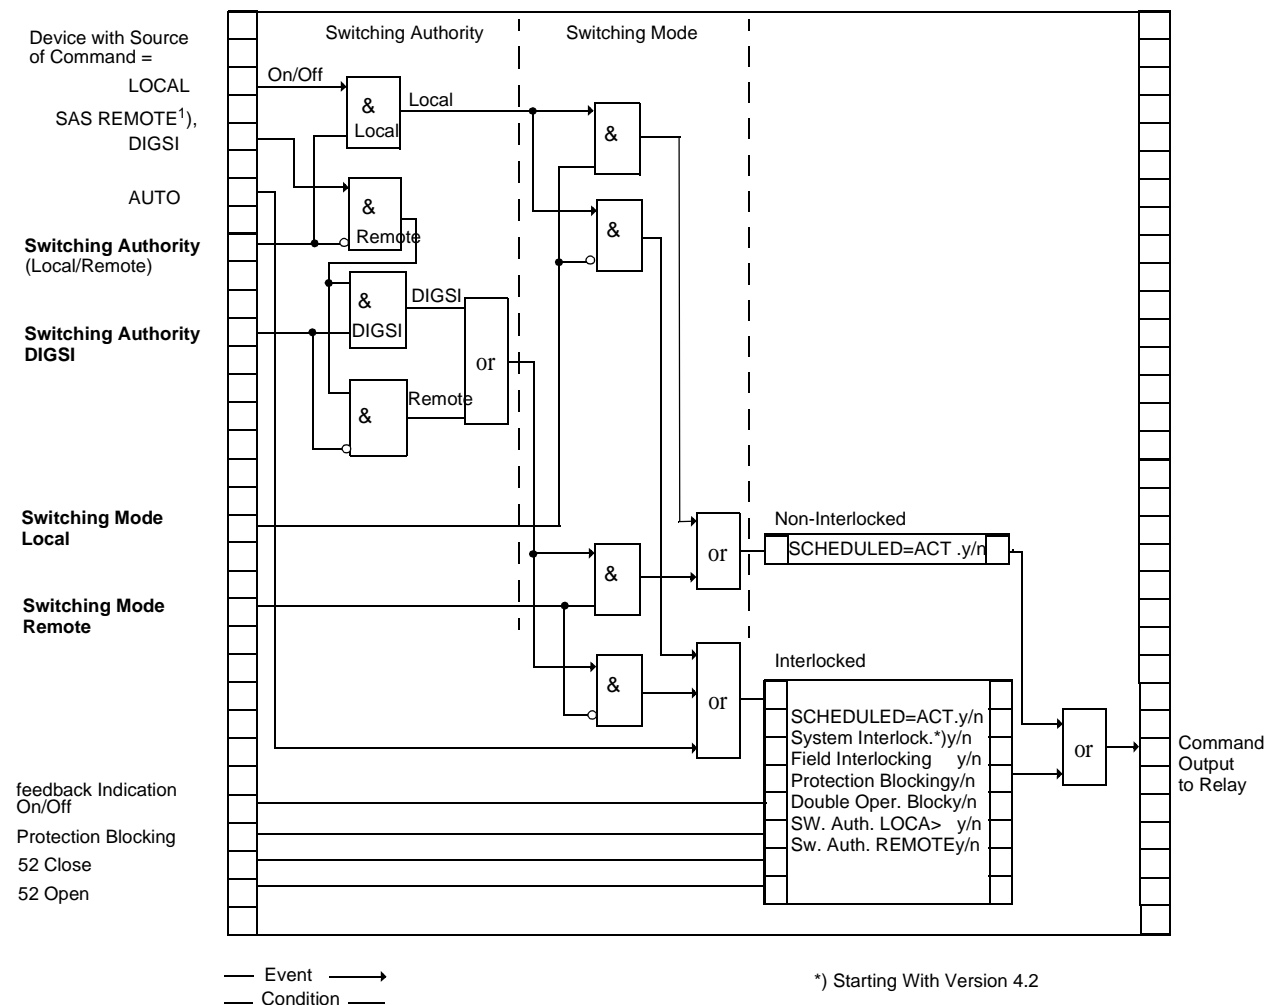 Switching Authority
Switching Mode
Device with Source
of Command =
LOCAL
On/Off
&
Local
Local
SAS REMOTE1),
DIGSI
&
AUTO
&
Remote
&
Switching Authority
(Local/Remote)
&
DIGSI
DIGSI
Switching Authority
DIGSI
or
&
Remote
Switching Mode
Local
Non-Interlocked
SCHEDULED=ACT .y/n
or
&
Switching Mode
Remote
Interlocked
&
or
SCHEDULED=ACT.y/n
System Interlock.*)y/n
Field Interlocking y/n
Protection Blockingy/n
Double Oper. Blocky/n
SW. Auth. LOCA> y/n
Sw. Auth. REMOTEy/n
or
Command
Output
to Relay
feedback Indication
On/Off
Protection Blocking
52 Close
52 Open
Event
Condition
*) Starting With Version 4.2